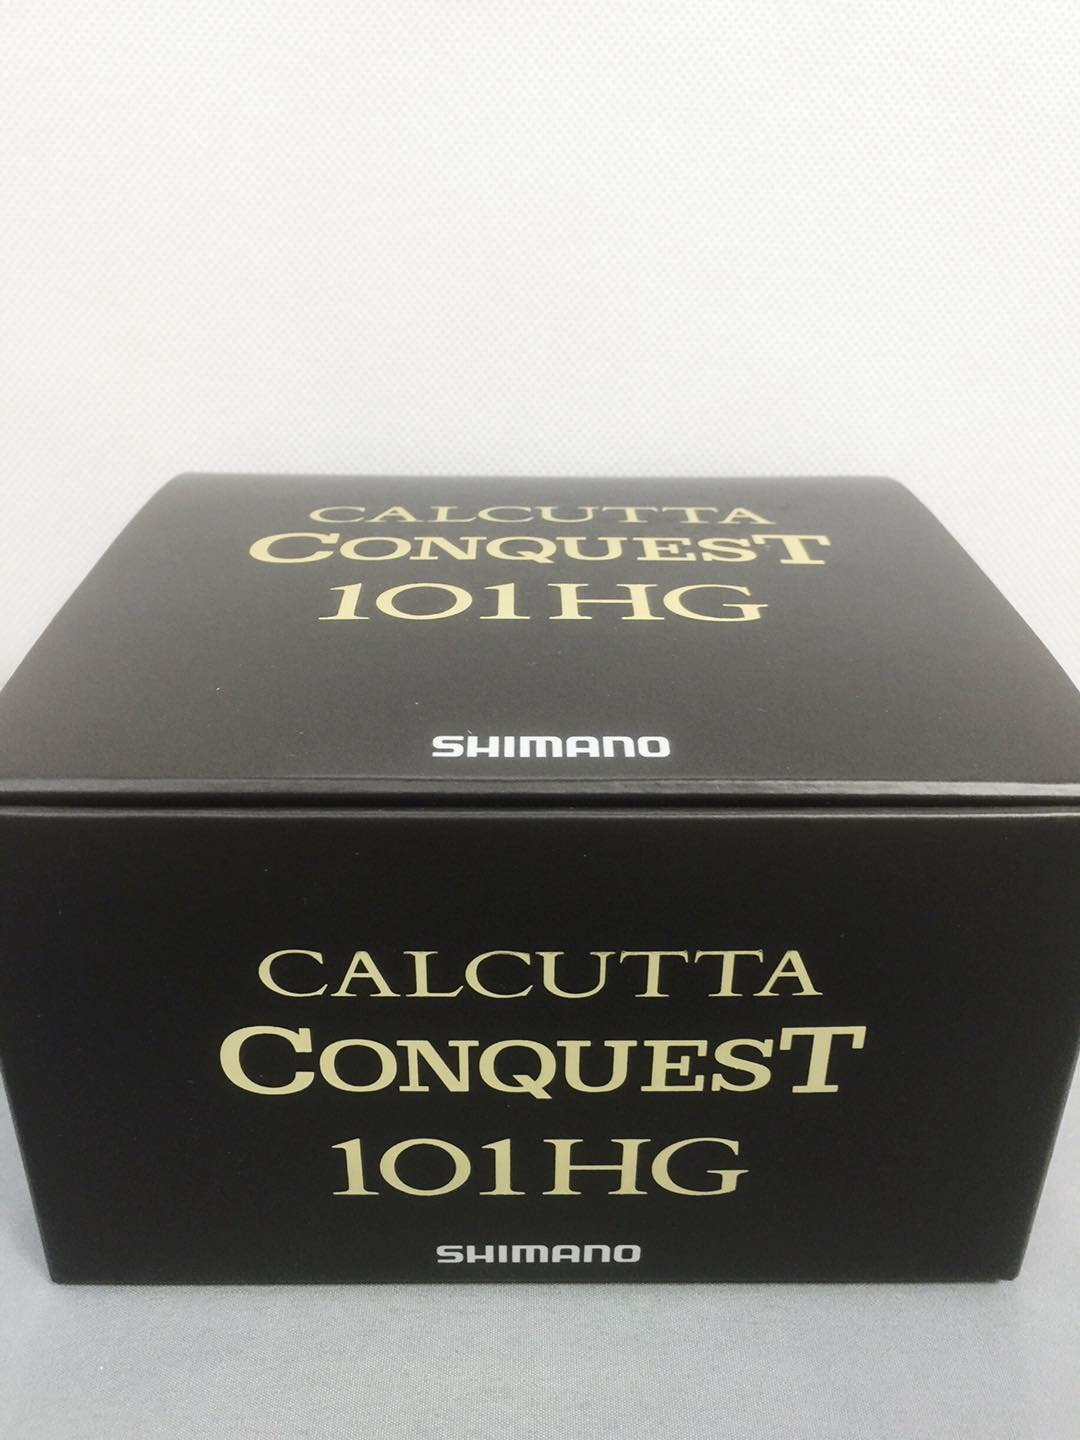 CALCUTTA
CONQUEST
101HG
SHIMANO
CALCUTTA
CONQUEST
101HG
SHIMANO